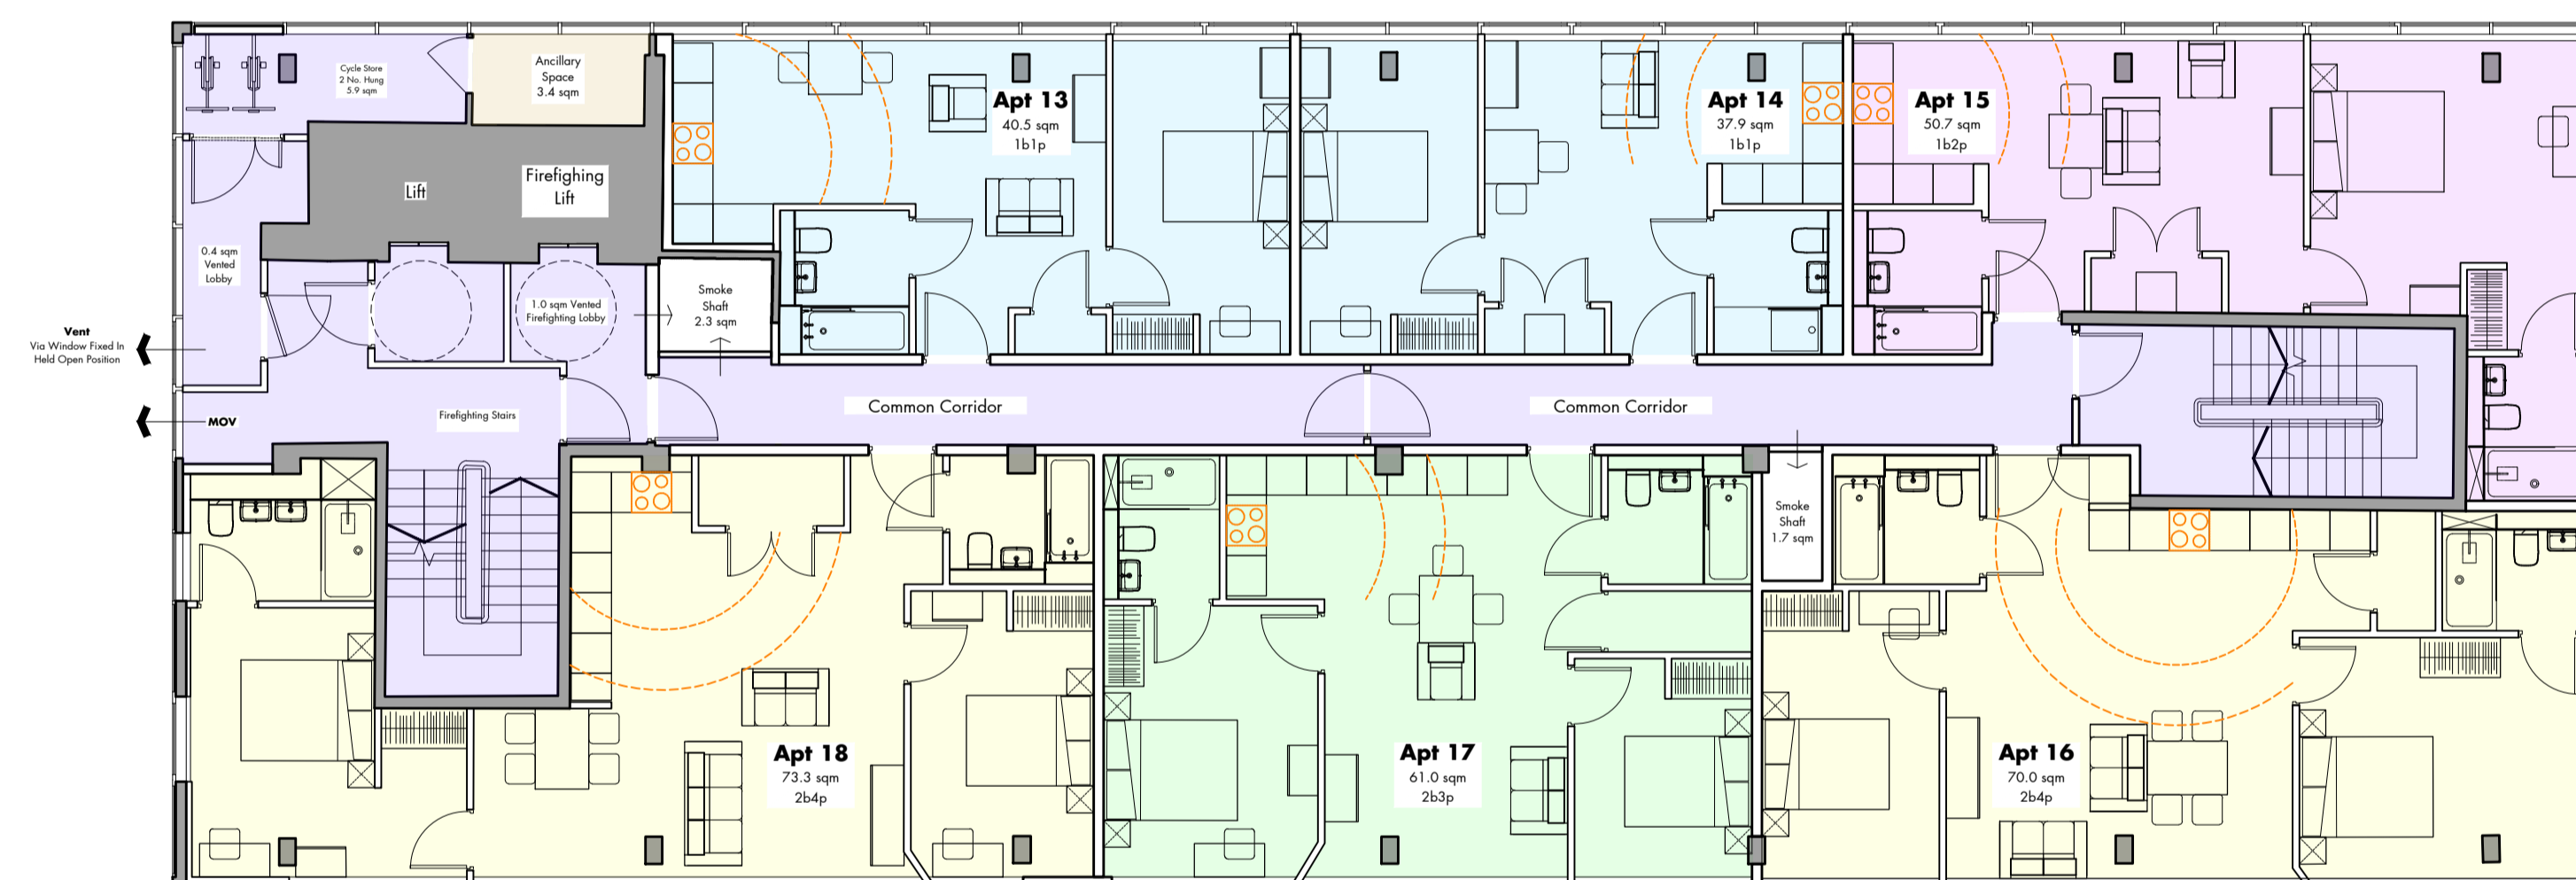 Cycle Store
2 No. Hung
5.9 sqm
Ancillary
Space
3.4 sqm
Apt 13
40.5 sqm
1b1p
Apt 14
37.9 sqm
1b1p
Apt 15
50.7 sqm
1b2p
Lift
Firefighing
Lift
0.4 sqm
Vented
Lobby
1.0 sqm Vented
Firefighting Lobby
Smoke
Shaft
2.3 sqm
Vent
Via Window Fixed In
Held Open Position
MOV
Firefighting Stairs
Common Corridor
Common Corridor
Smoke
Shaft
1.7 sqm
Apt 18
73.3 sqm
2b4p
Apt 17
61.0 sqm
2b3p
Apt 16
70.0 sqm
2b4p